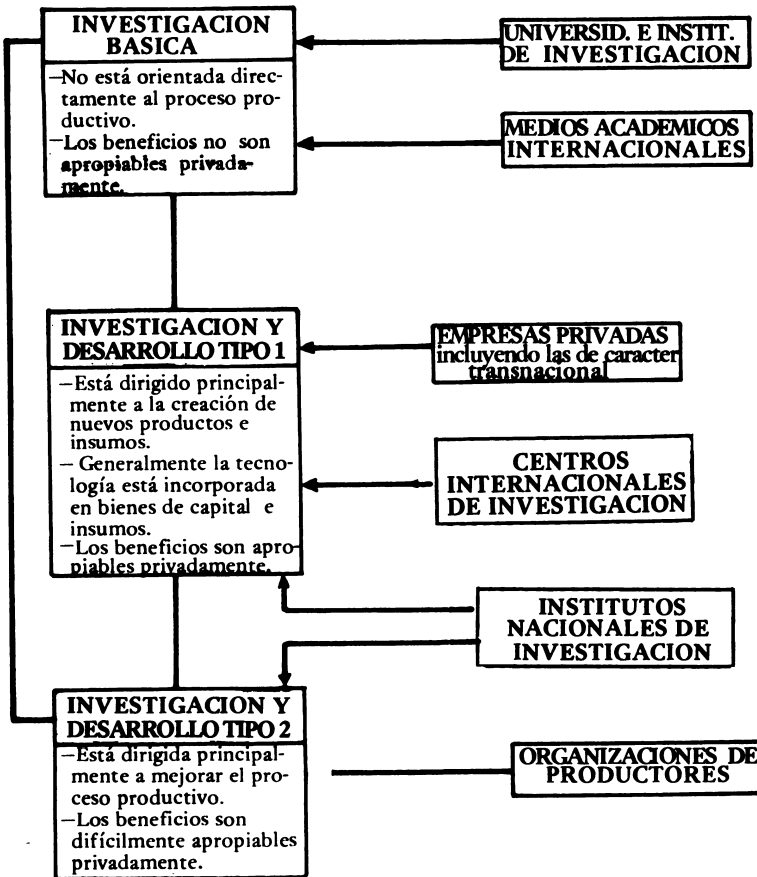 INVESTIGACION
BASICA
—No está orientada direc-
tamente al proceso pro-
ductivo.
—Los beneficios no son
apropiables privada-
mente.
UNIVERSID. E INSTIT.
DE INVESTIGACION
MEDIOS ACADEMICOS
INTERNACIONALES
INVESTIGACION Y
DESARROLLO TIPO 1
—Está dirigido principal-
mente a la creación de
nuevos productos e
insumos.
— Generalmente la tecno-
logía está incorporada
en bienes de capital e
insumos.
—Los beneficios son apro-
piables privadamente.
EMPRESAS PRIVADAS
incluyendo las de caracter
transnacional
CENTROS
INTERNACIONALES
DE INVESTIGACION
INSTITUTOS
NACIONALES DE
INVESTIGACION
INVESTIGACION Y
DESARROLLO TIPO 2
—Está dirigida principal-
mente a mejorar el pro-
ceso productivo.
—Los beneficios son
difícilmente apropiables
privadamente.
ORGANIZACIONES DE
PRODUCTORES